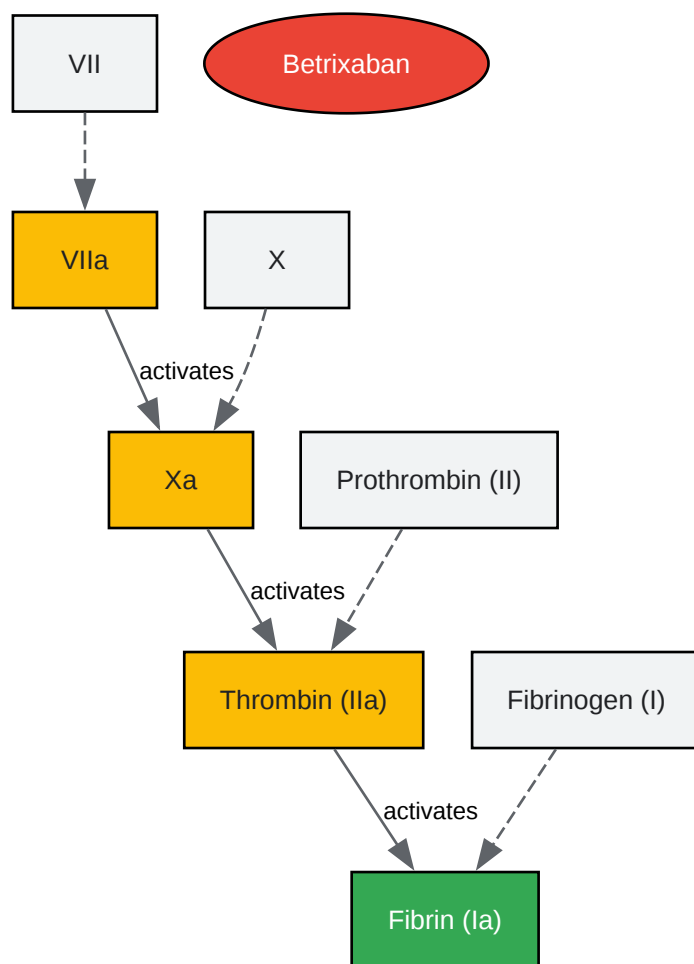 VII
Betrixaban
VIIa
X
activates
Xa
Prothrombin (II)
activates
Thrombin (IIa)
Fibrinogen (I)
activates
Fibrin (Ia)